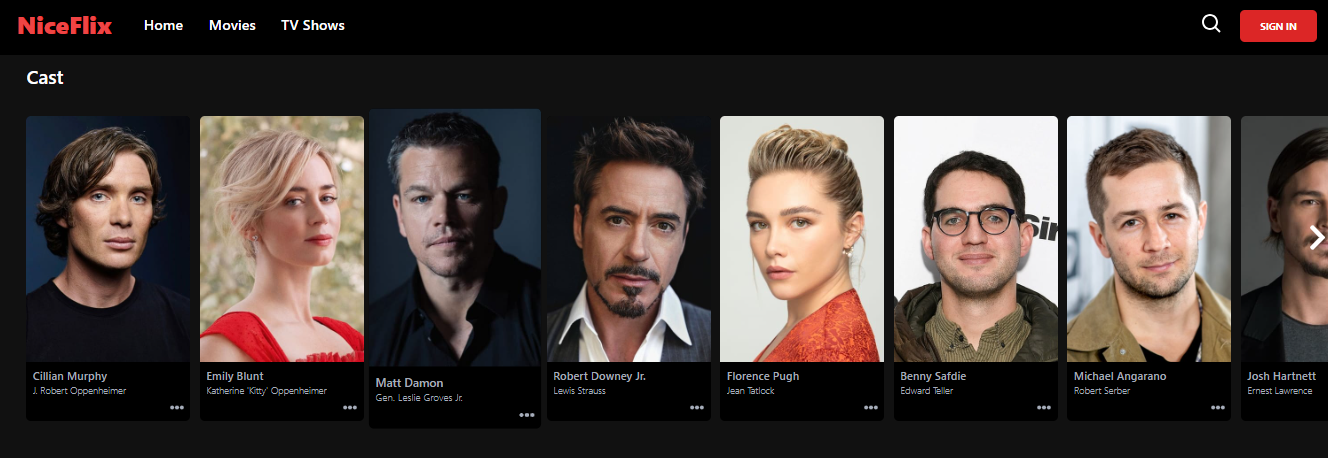 NiceFlix Home Movies TV Shows SIGN IN
Cast
Cillian Murphy
J. Robert Oppenheimer
Emily Blunt
Katherine 'Kitty' Oppenheimer
Matt Damon
Gen. Leslie Groves Jr.
Robert Downey Jr.
Lewis Strauss
Florence Pugh
Jean Tatlock
Benny Safdie
Edward Teller
Michael Angarano
Robert Serber
Josh Hartnett
Ernest Lawrence